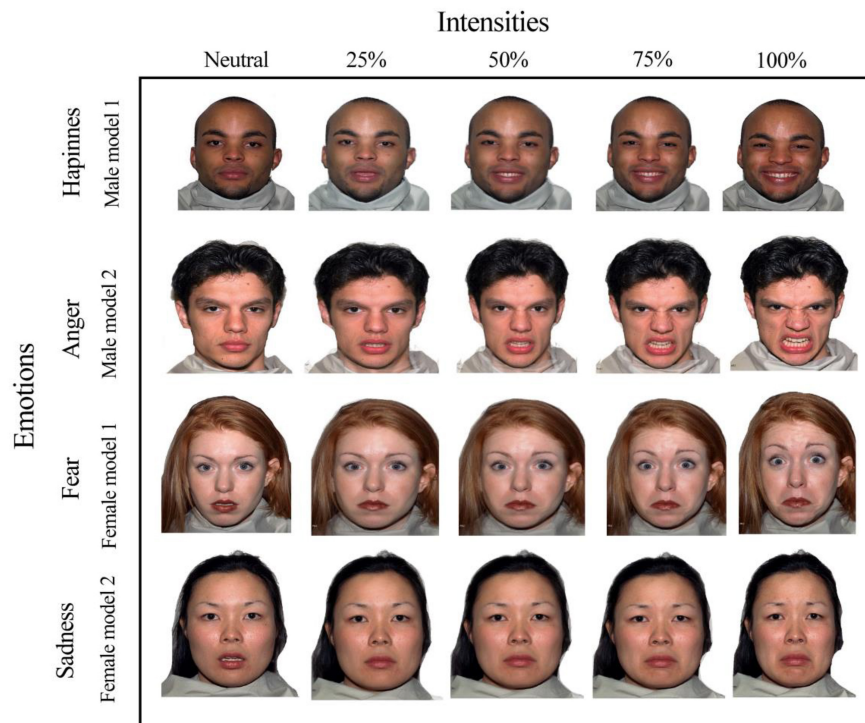 Intensities
Neutral 25% 50% 75% 100%
Emotions
Hapinnes
Male model 1
Anger
Male model 2
Fear
Female model 1
Sadness
Female model 2